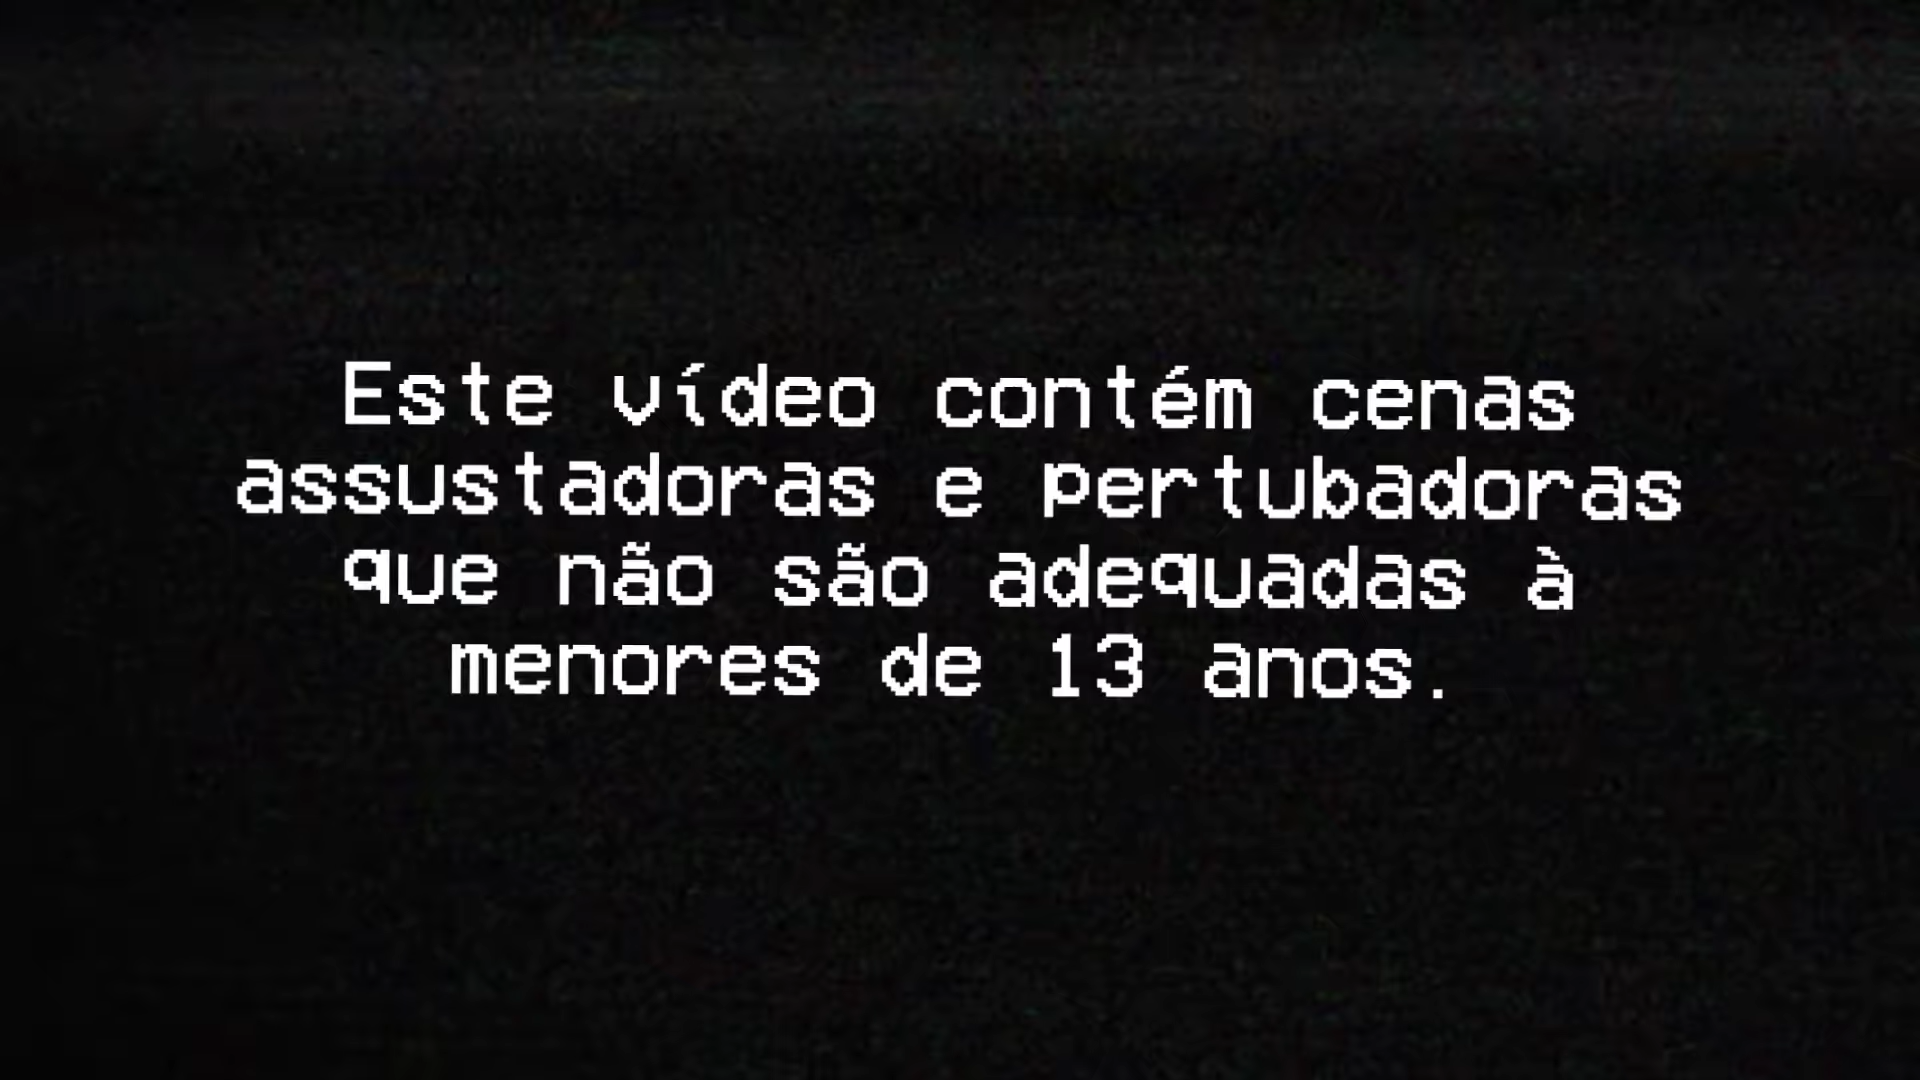 Este vídeo contém cenas
assustadoras e pertubadoras
que não são adequadas à
menores de 13 anos.